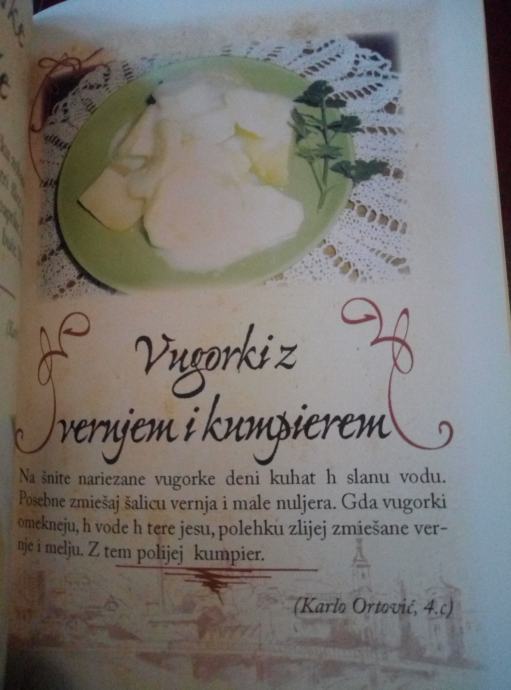 Vugorki z
vernjem i kumpierem
Na šnite nariezane vugorke deni kuhat h slanu vodu.
Posebne zmiešaj šalicu vernja i male nuljera. Gda vugorki
omekneju, h vode h tere jesu, polehku zlijej zmiešane ver-
nje i melju. Z tem polijej kumpier.
(Karlo Ortović, 4.c)